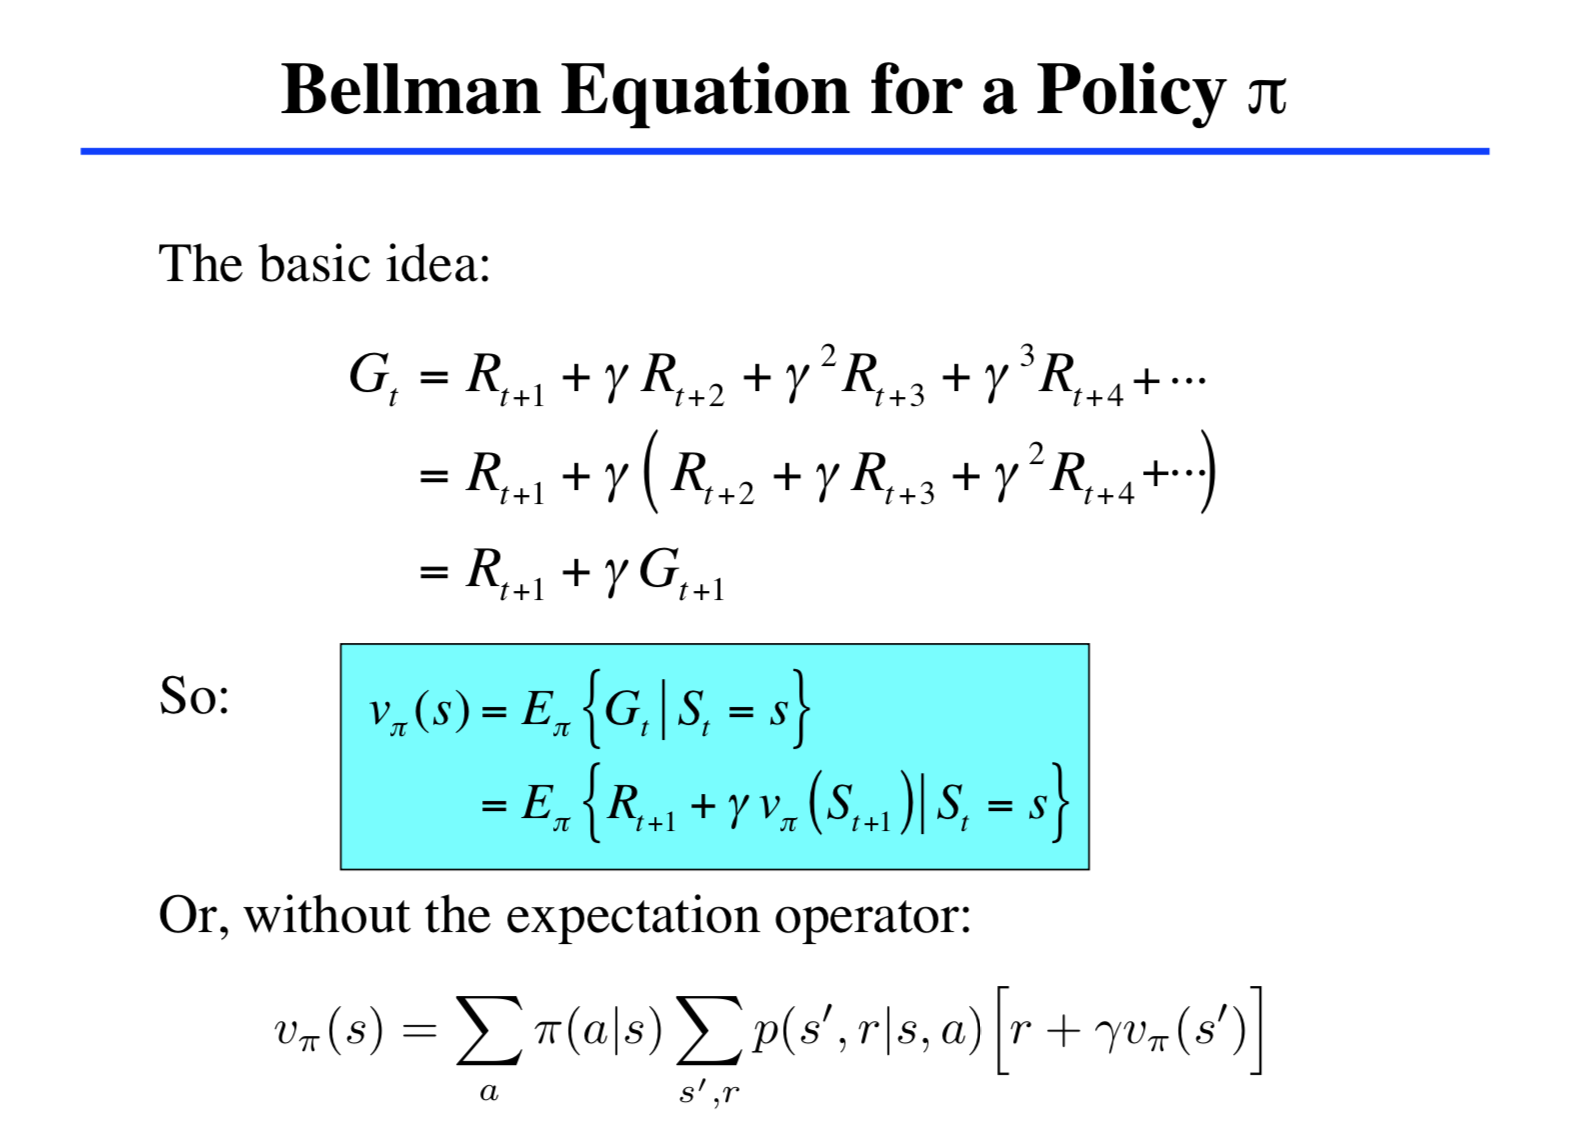 Bellman Equation for a Policy π
The basic idea:
G_t = R_{t+1} + γ R_{t+2} + γ^2 R_{t+3} + γ^3 R_{t+4} + ···
= R_{t+1} + γ ( R_{t+2} + γ R_{t+3} + γ^2 R_{t+4} + ··· )
= R_{t+1} + γ G_{t+1}
So: v_π(s) = E_π { G_t | S_t = s }
= E_π { R_{t+1} + γ v_π ( S_{t+1} ) | S_t = s }
Or, without the expectation operator:
v_π(s) = ∑_a π(a|s) ∑_{s′,r} p(s′, r|s, a) [ r + γv_π(s′) ]